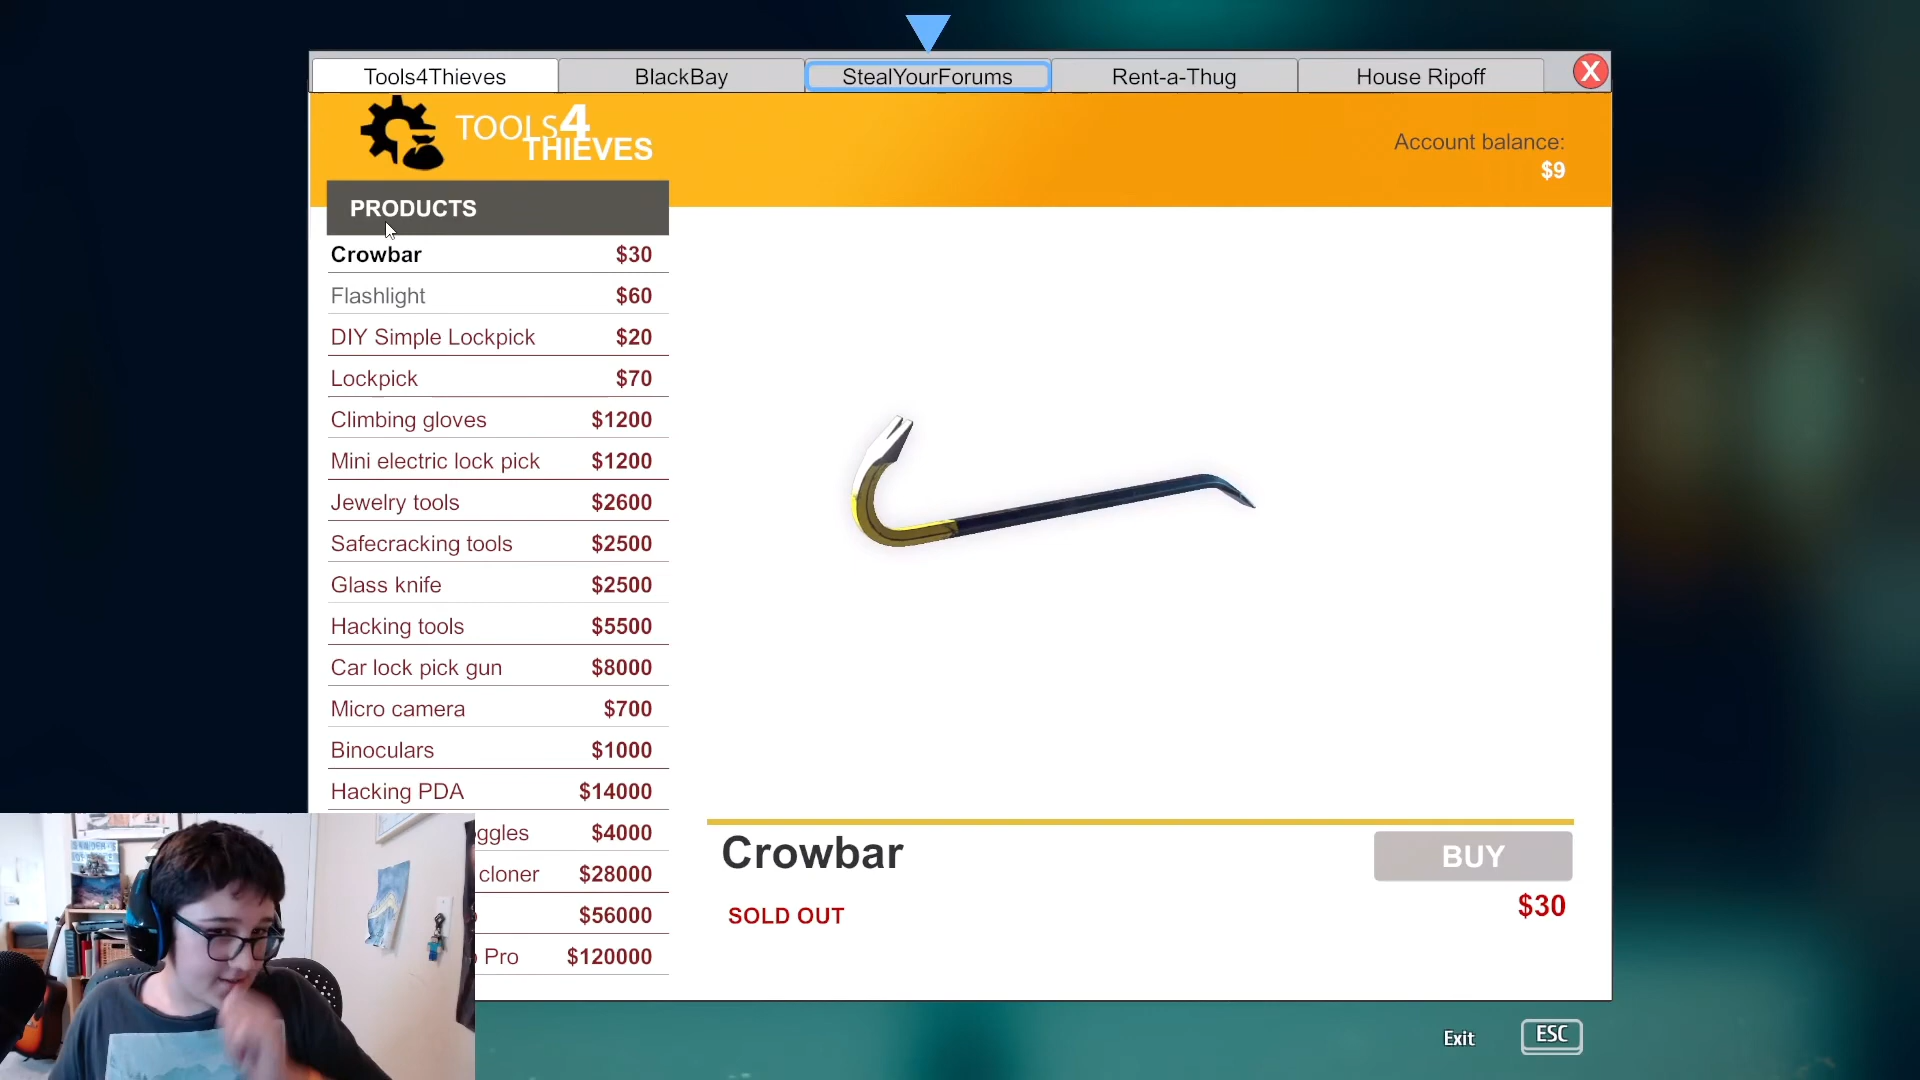 Tools4Thieves BlackBay StealYourForums Rent-a-Thug House Ripoff X
TOOLS4
THIEVES
Account balance:
$9
PRODUCTS
Crowbar $30
Flashlight $60
DIY Simple Lockpick $20
Lockpick $70
Climbing gloves $1200
Mini electric lock pick $1200
Jewelry tools $2600
Safecracking tools $2500
Glass knife $2500
Hacking tools $5500
Car lock pick gun $8000
Micro camera $700
Binoculars $1000
Hacking PDA $14000
ggles $4000
cloner $28000
$56000
Pro $120000
Crowbar
BUY
SOLD OUT
$30
Exit ESC